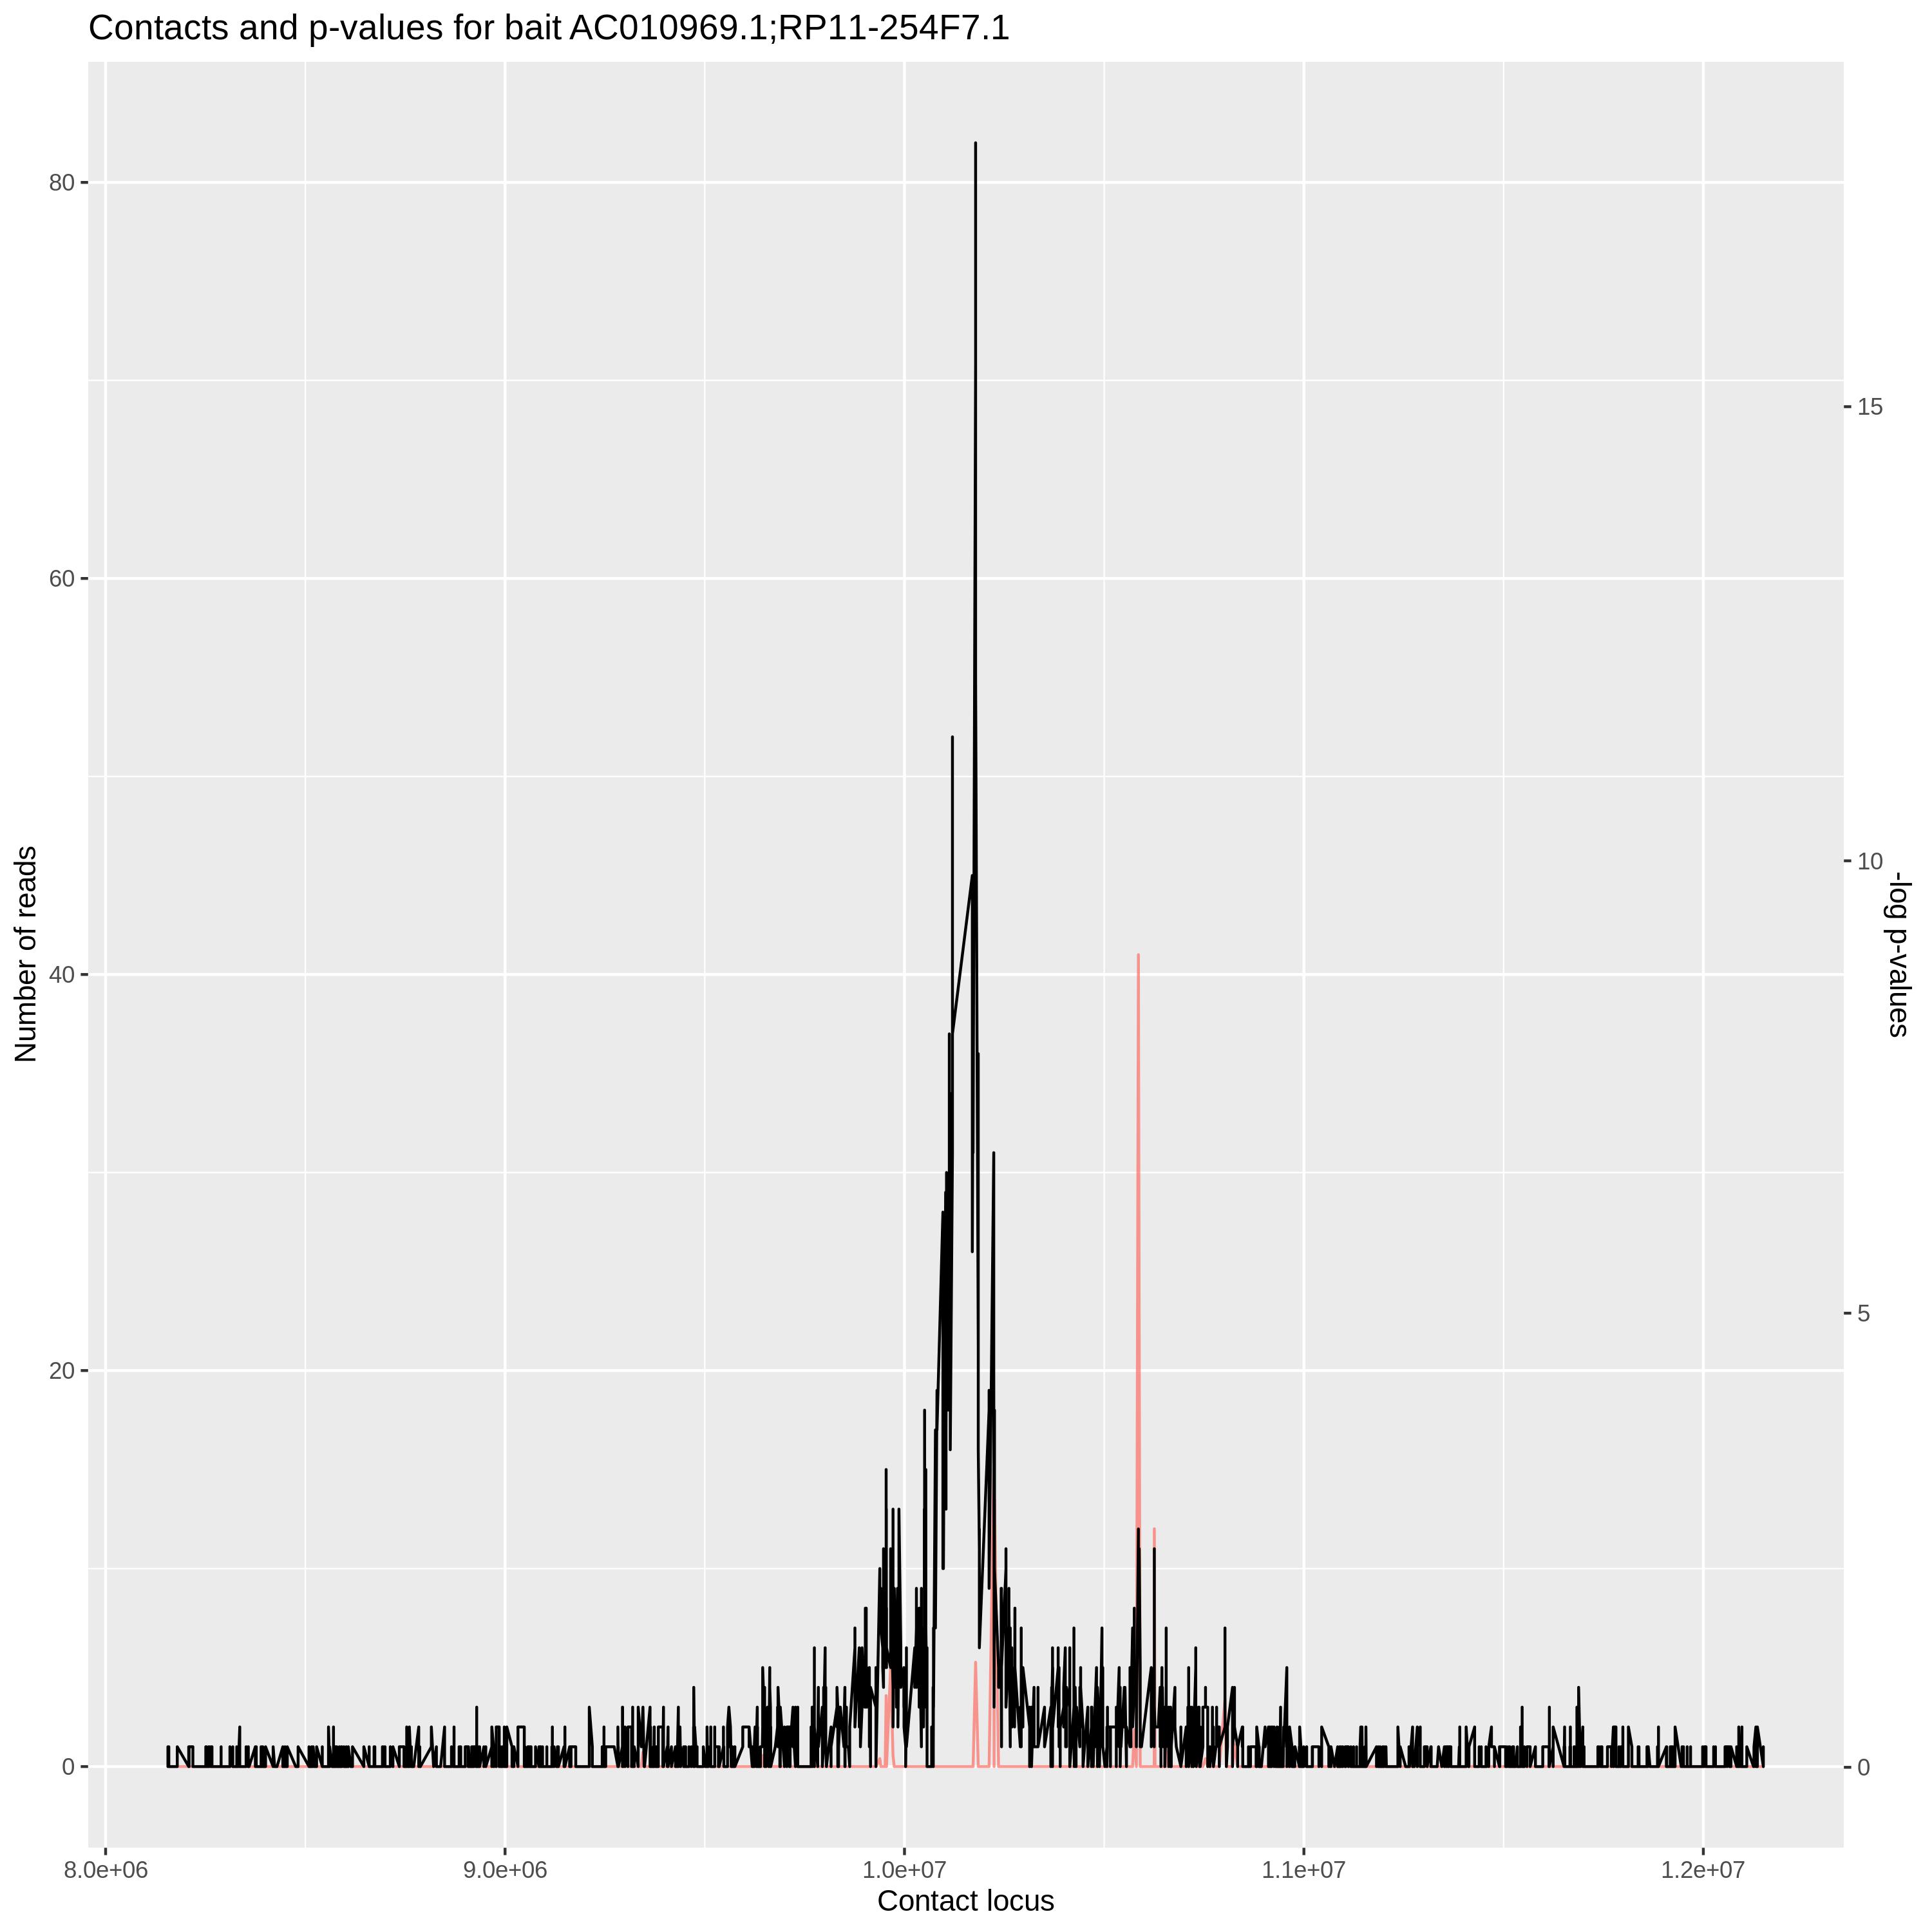 Contacts and p-values for bait AC010969.1;RP11-254F7.1
80
60
40
20
0
Number of reads
15
10
5
0
-log p-values
8.0e+06
9.0e+06
1.0e+07
1.1e+07
1.2e+07
Contact locus